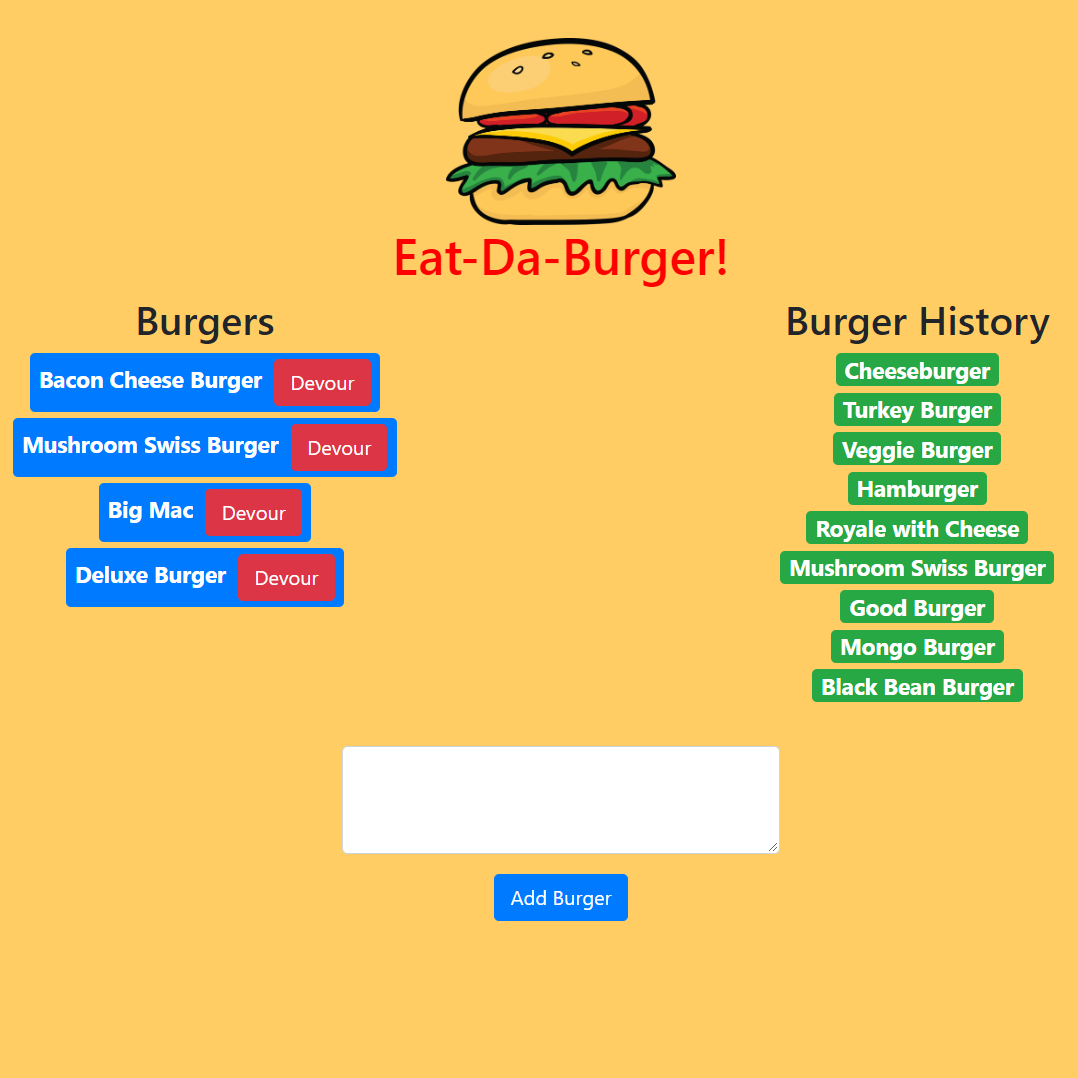 Eat-Da-Burger!
Burgers
Bacon Cheese Burger Devour
Mushroom Swiss Burger Devour
Big Mac Devour
Deluxe Burger Devour
Burger History
Cheeseburger
Turkey Burger
Veggie Burger
Hamburger
Royale with Cheese
Mushroom Swiss Burger
Good Burger
Mongo Burger
Black Bean Burger
Add Burger